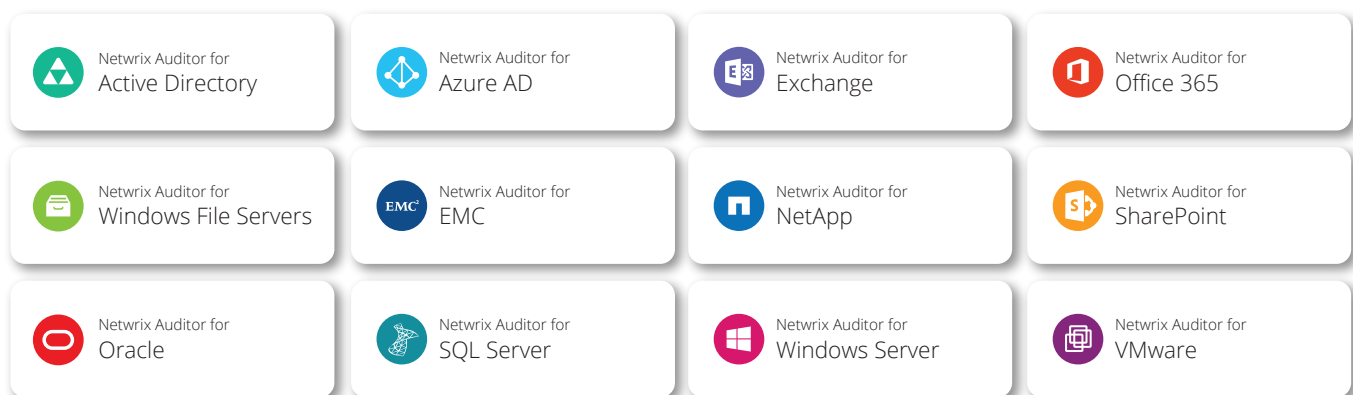 Netwrix Auditor for
Active Directory
Netwrix Auditor for
Azure AD
Netwrix Auditor for
Exchange
Netwrix Auditor for
Office 365
Netwrix Auditor for
Windows File Servers
EMC²
Netwrix Auditor for
EMC
Netwrix Auditor for
NetApp
S
Netwrix Auditor for
SharePoint
Netwrix Auditor for
Oracle
Netwrix Auditor for
SQL Server
Netwrix Auditor for
Windows Server
Netwrix Auditor for
VMware